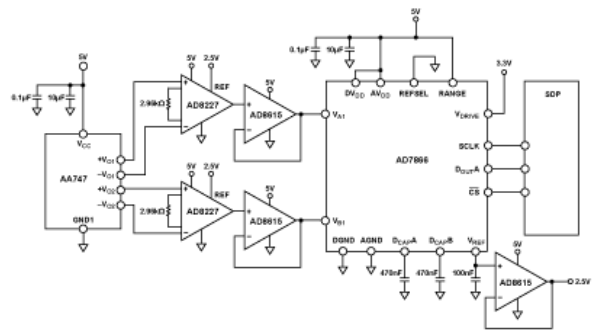 5V
5V
0.1µF
10µF
5V
0.1µF
10µF
5V
2.5V
REF
5V
3.3V
2.96kΩ
AD8227
AD8615
DVDD
AVDD
REFSEL
RANGE
SDP
VCC
VA1
VDRIVE
+VO1
−VO1
+VO2
−VO2
AA747
AD7866
SCLK
DOUTA
CS
5V
2.5V
REF
5V
2.96kΩ
AD8227
AD8615
VB1
GND1
DGND
AGND
DCAPA
DCAPB
VREF
470nF
470nF
100nF
5V
AD8615
2.5V